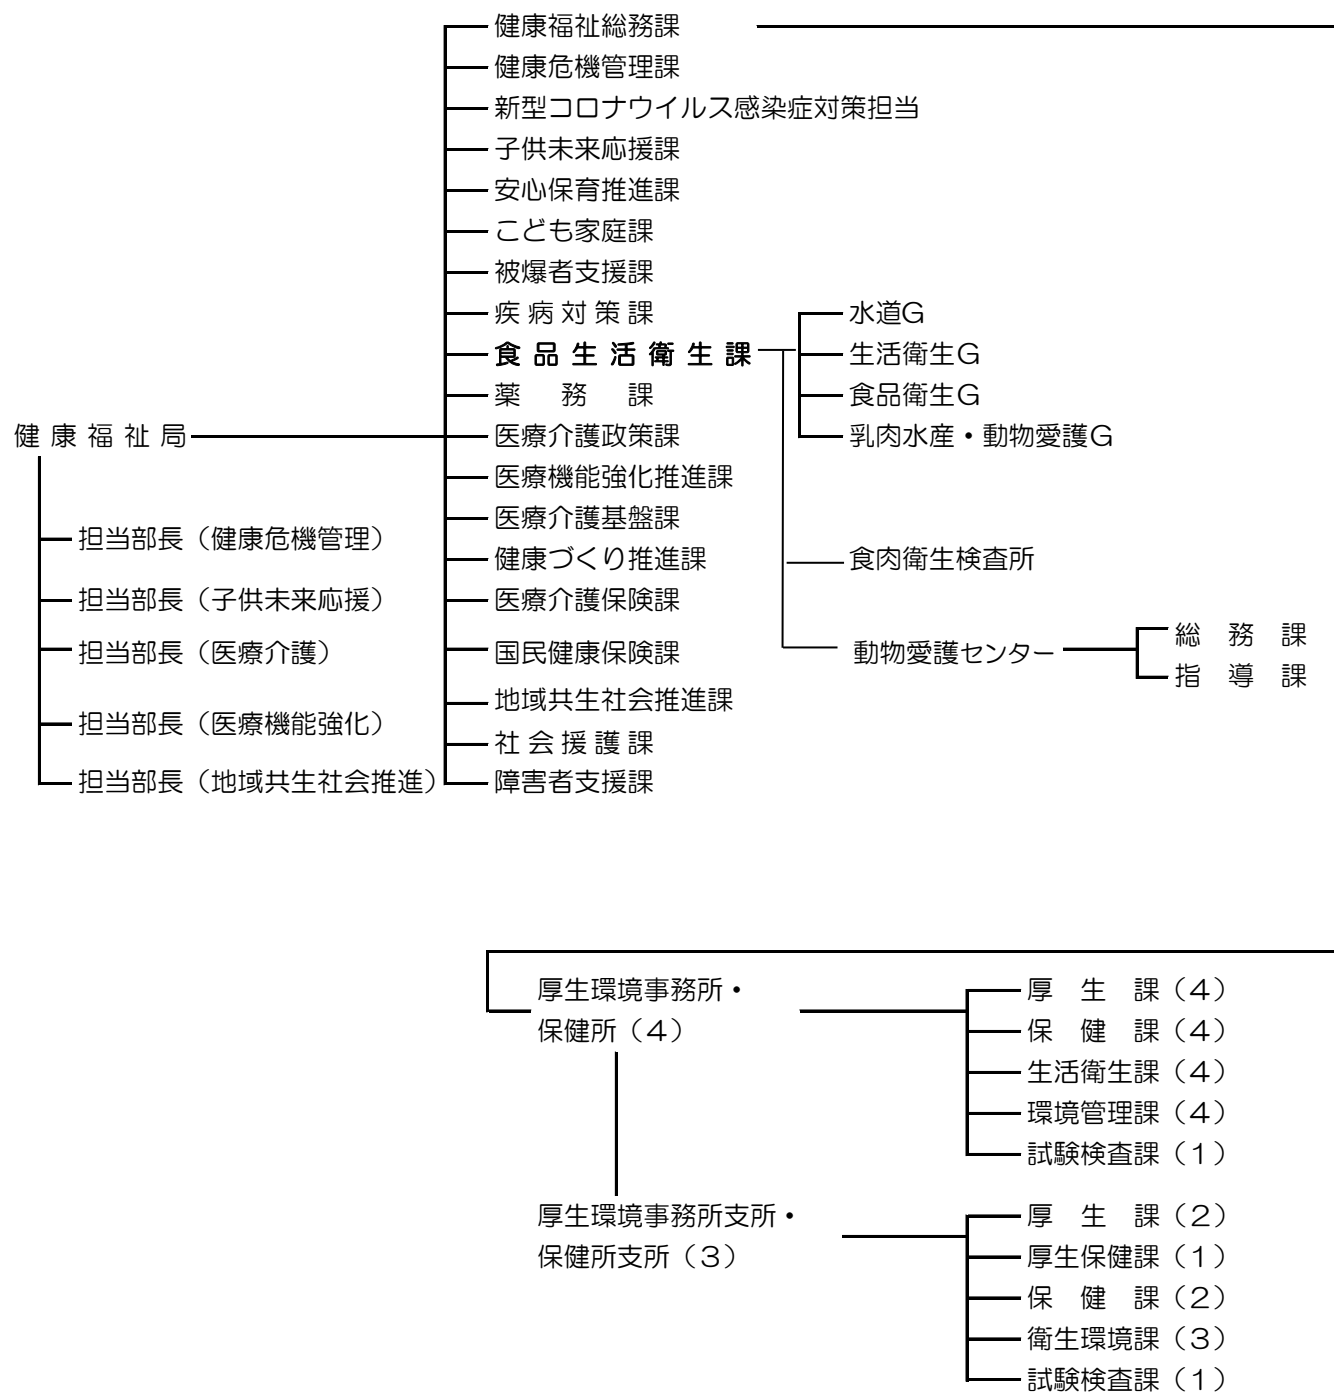 健康福祉総務課
健康危機管理課
新型コロナウイルス感染症対策担当
子供未来応援課
安心保育推進課
こども家庭課
被爆者支援課
疾病対策課
水道G
食品生活衛生課
生活衛生G
薬務課
食品衛生G
健康福祉局
医療介護政策課
乳肉水産・動物愛護G
医療機能強化推進課
医療介護基盤課
担当部長（健康危機管理）
健康づくり推進課
食肉衛生検査所
担当部長（子供未来応援）
医療介護保険課
担当部長（医療介護）
国民健康保険課
動物愛護センター
総務課
指導課
地域共生社会推進課
担当部長（医療機能強化）
社会援護課
担当部長（地域共生社会推進）
障害者支援課
厚生環境事務所・
保健所（4）
厚生課（4）
保健課（4）
生活衛生課（4）
環境管理課（4）
試験検査課（1）
厚生環境事務所支所・
保健所支所（3）
厚生課（2）
厚生保健課（1）
保健課（2）
衛生環境課（3）
試験検査課（1）